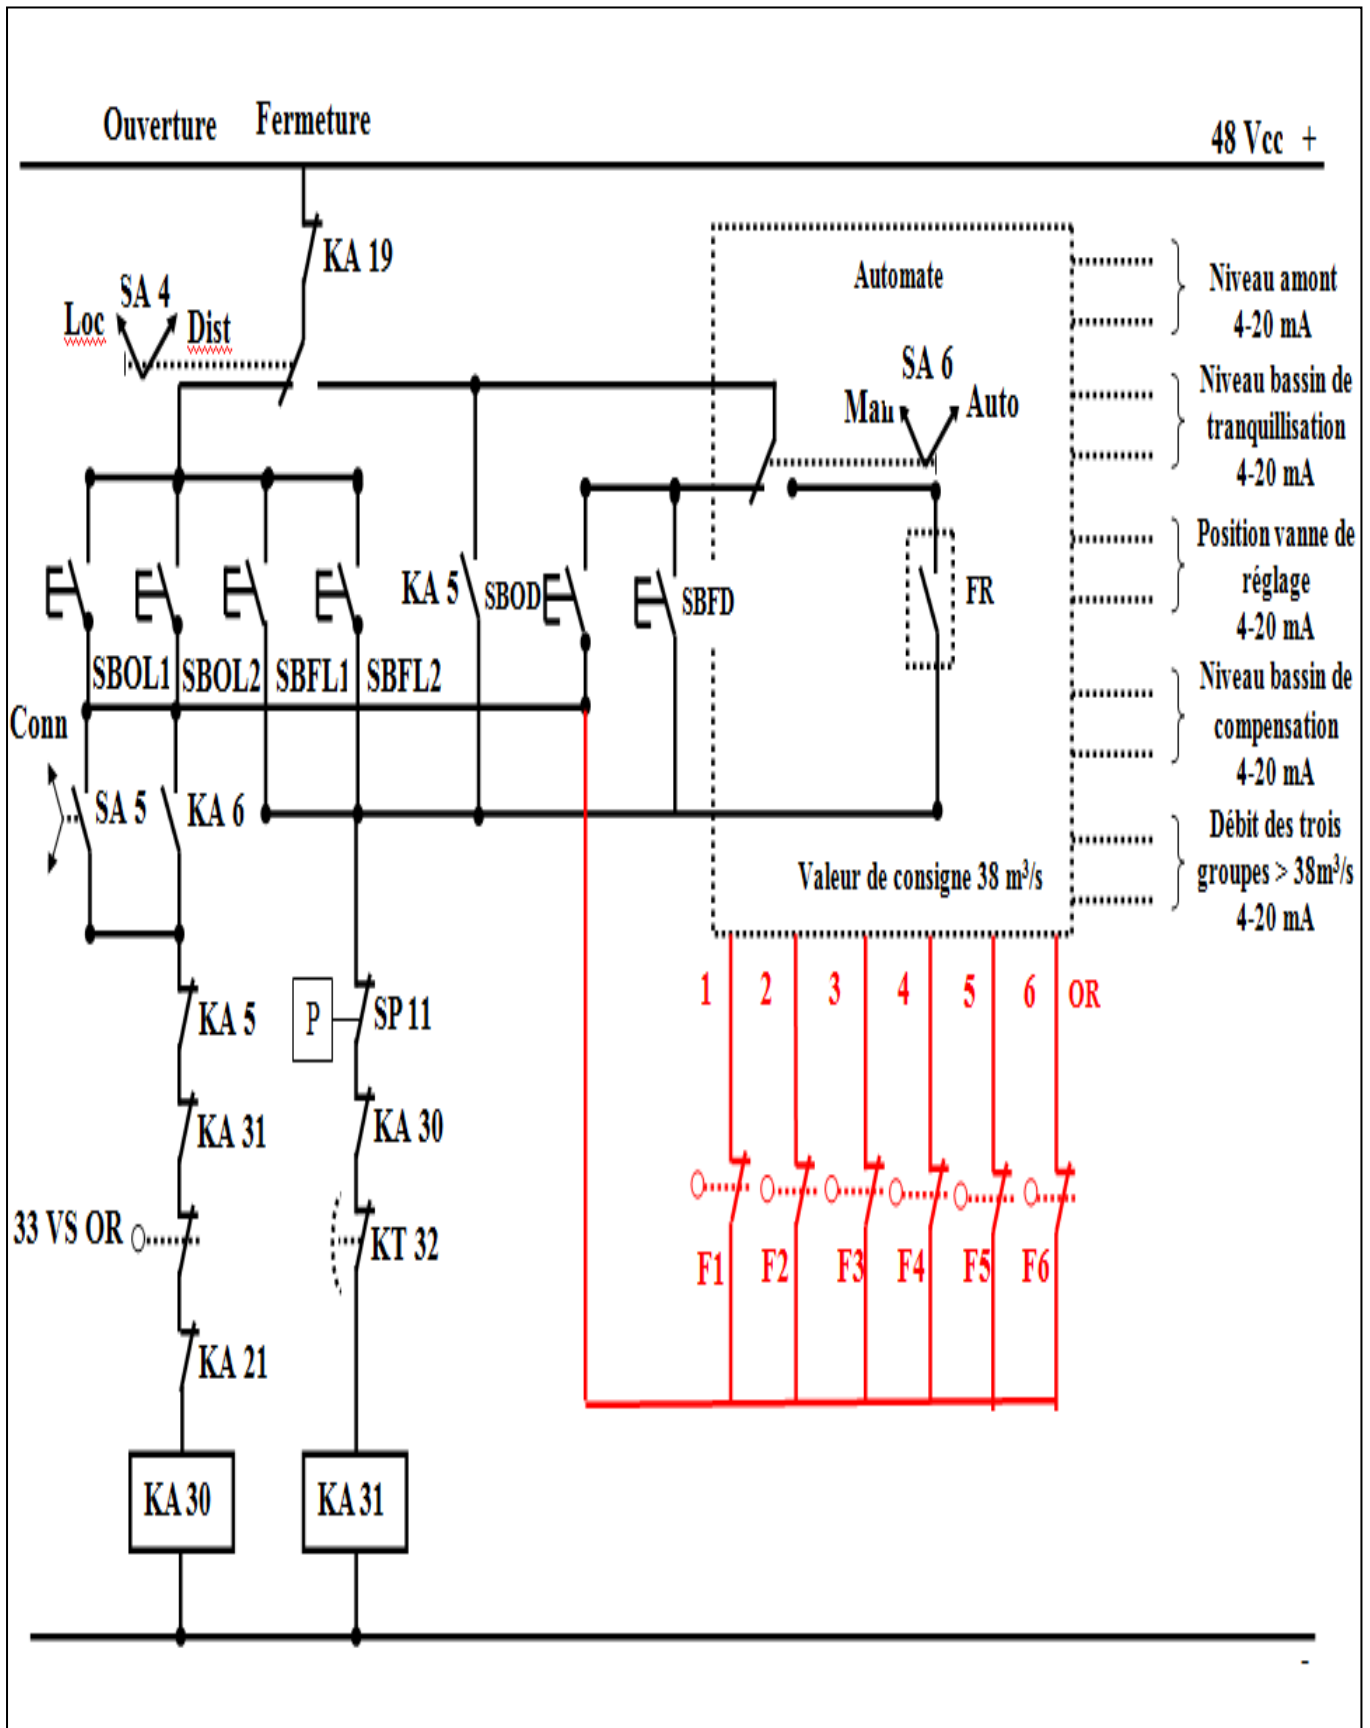 Ouverture
Fermeture
48 Vcc +
KA 19
SA 4
Loc
Dist
Automate
Niveau amont
4-20 mA
SA 6
Man
Auto
Niveau bassin de
tranquillisation
4-20 mA
KA 5
SBOD
SBFD
FR
Position vanne de
réglage
4-20 mA
SBOL1
SBOL2
SBFL1
SBFL2
Conn
SA 5
KA 6
Niveau bassin de
compensation
4-20 mA
Valeur de consigne 38 m³/s
Débit des trois
groupes > 38m³/s
4-20 mA
1
2
3
4
5
6
OR
KA 5
P
SP 11
KA 31
KA 30
33 VS OR
KT 32
F1
F2
F3
F4
F5
F6
KA 21
KA 30
KA 31
-